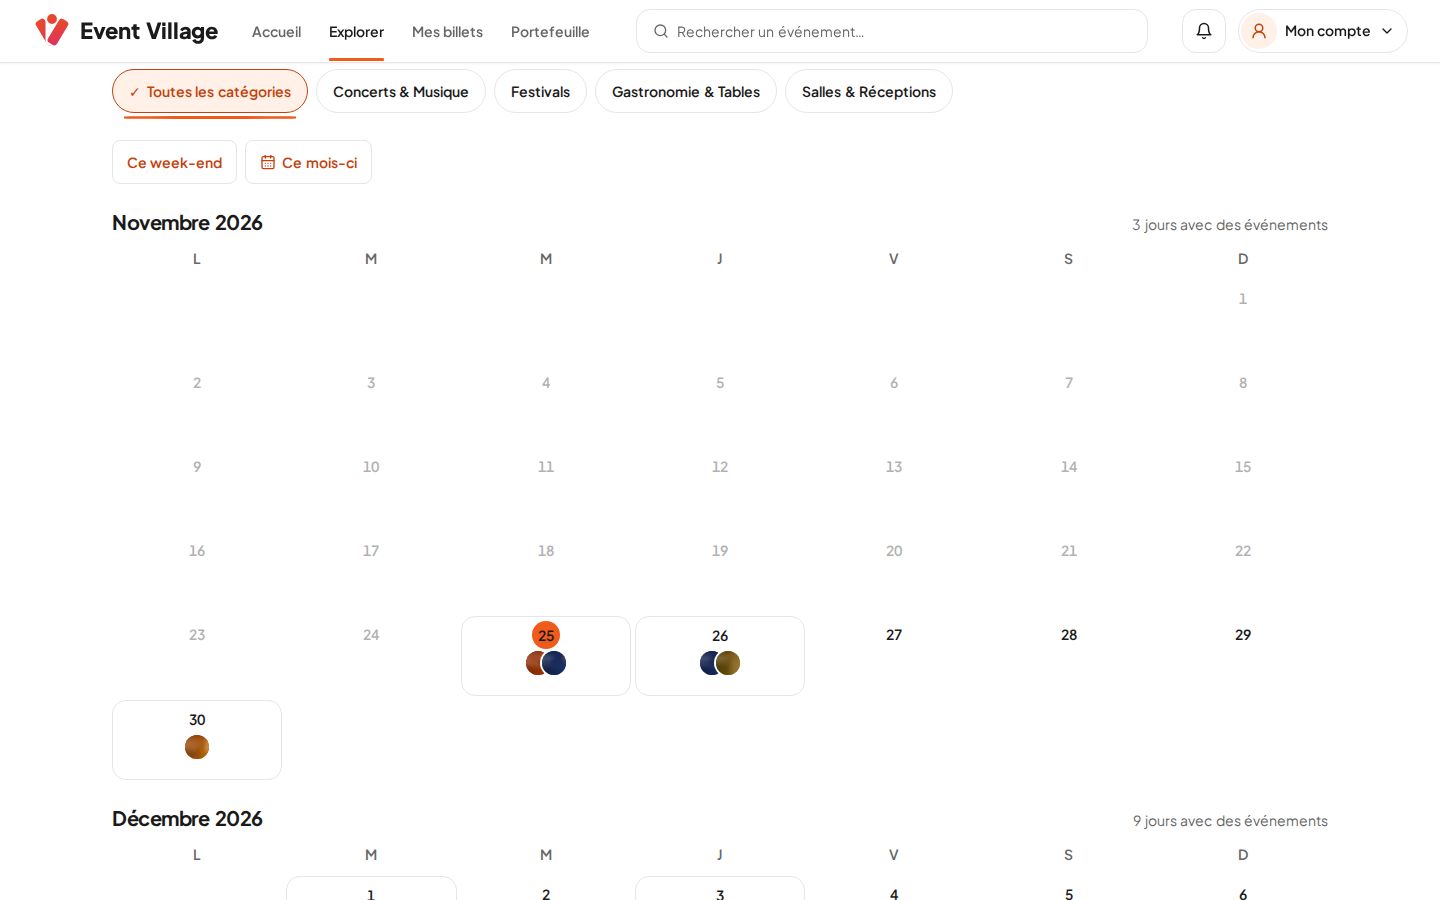 Event Village Accueil Explorer Mes billets Portefeuille Rechercher un événement... Mon compte
✓ Toutes les catégories Concerts & Musique Festivals Gastronomie & Tables Salles & Réceptions
Ce week-end Ce mois-ci
Novembre 2026 3 jours avec des événements
L M M J V S D
1
2 3 4 5 6 7 8
9 10 11 12 13 14 15
16 17 18 19 20 21 22
23 24 25 26 27 28 29
30
Décembre 2026 9 jours avec des événements
L M M J V S D
1 2 3 4 5 6